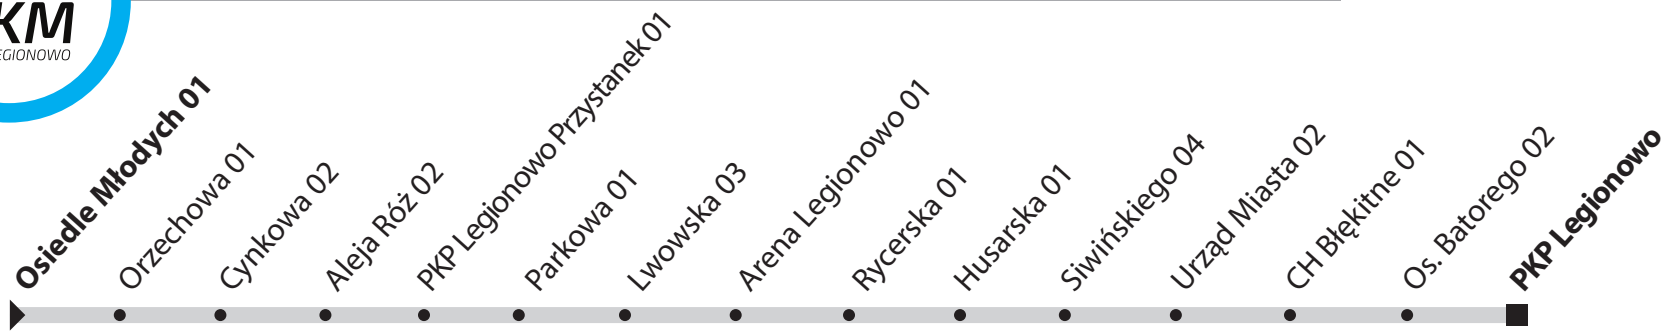 KM
EGIONOWO
Osiedle Młodych 01
Orzechowa 01
Cynkowa 02
Aleja Róż 02
PKP Legionowo Przystanek 01
Parkowa 01
Lwowska 03
Arena Legionowo 01
Rycerska 01
Husarska 01
Siwińskiego 04
Urząd Miasta 02
CH Błękitne 01
Os. Batorego 02
PKP Legionowo